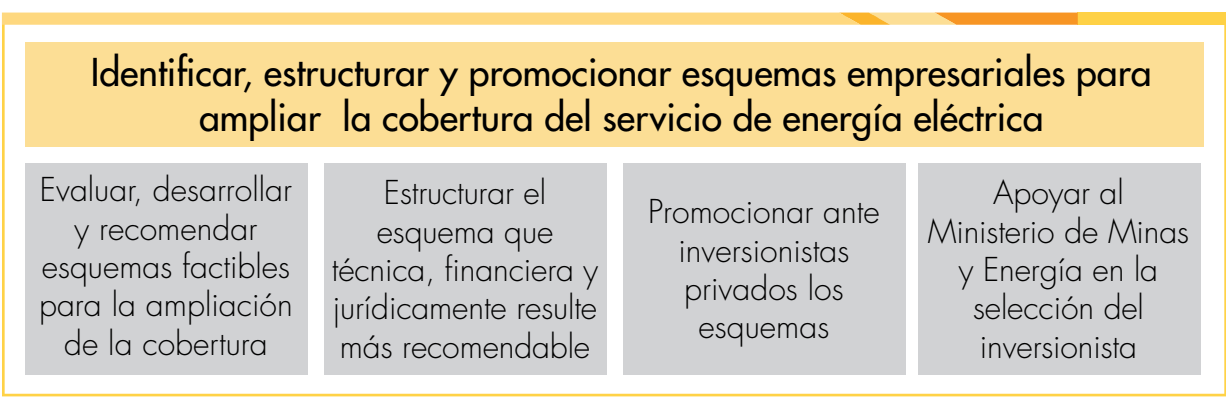 Identificar, estructurar y promocionar esquemas empresariales para
ampliar la cobertura del servicio de energía eléctrica
Evaluar, desarrollar
y recomendar
esquemas factibles
para la ampliación
de la cobertura
Estructurar el
esquema que
técnica, financiera y
jurídicamente resulte
más recomendable
Promocionar ante
inversionistas
privados los
esquemas
Apoyar al
Ministerio de Minas
y Energía en la
selección del
inversionista